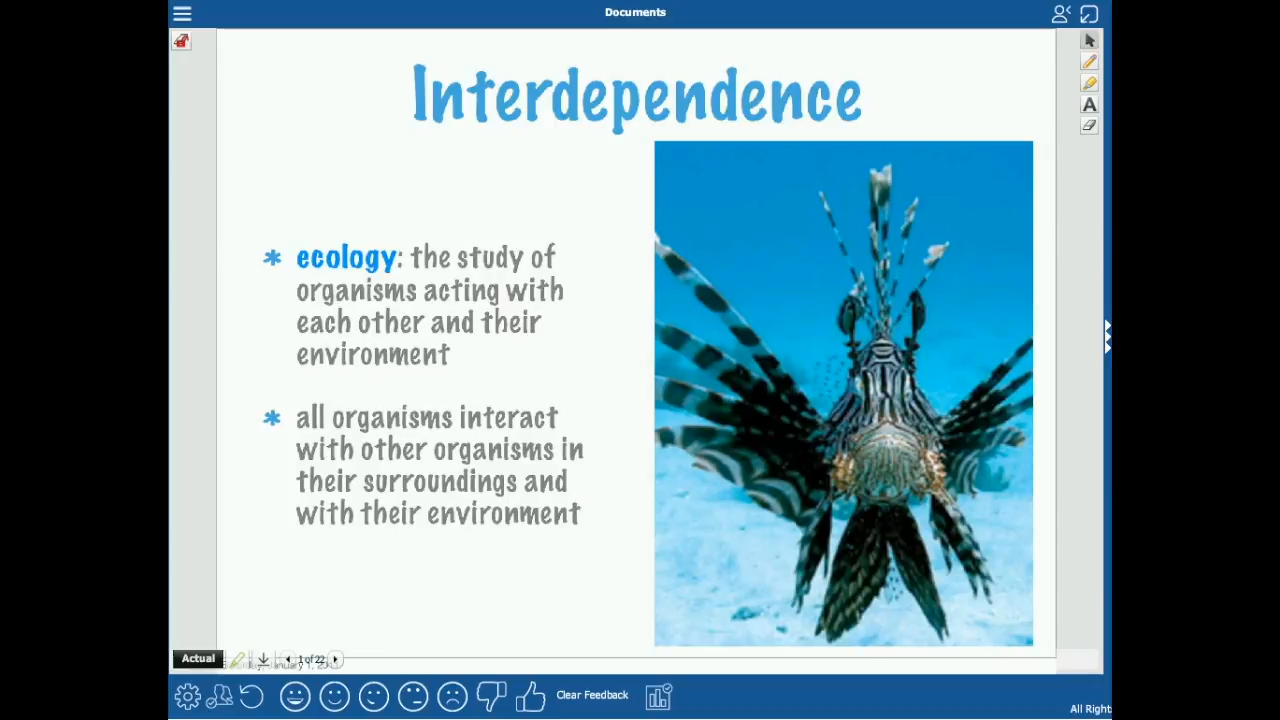 Documents
Interdependence
ecology: the study of
organisms acting with
each other and their
environment
all organisms interact
with other organisms in
their surroundings and
with their environment
A
Actual
1 of 22
Clear Feedback
All Right